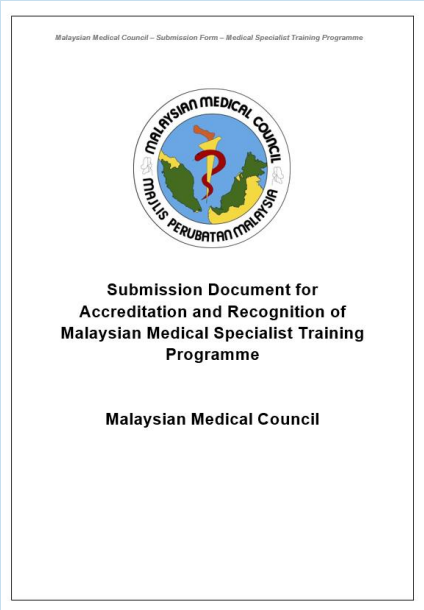 Malaysian Medical Council – Submission Form – Medical Specialist Training Programme
MALAYSIAN MEDICAL COUNCIL
MAJLIS PERUBATAN MALAYSIA
Submission Document for
Accreditation and Recognition of
Malaysian Medical Specialist Training
Programme
Malaysian Medical Council